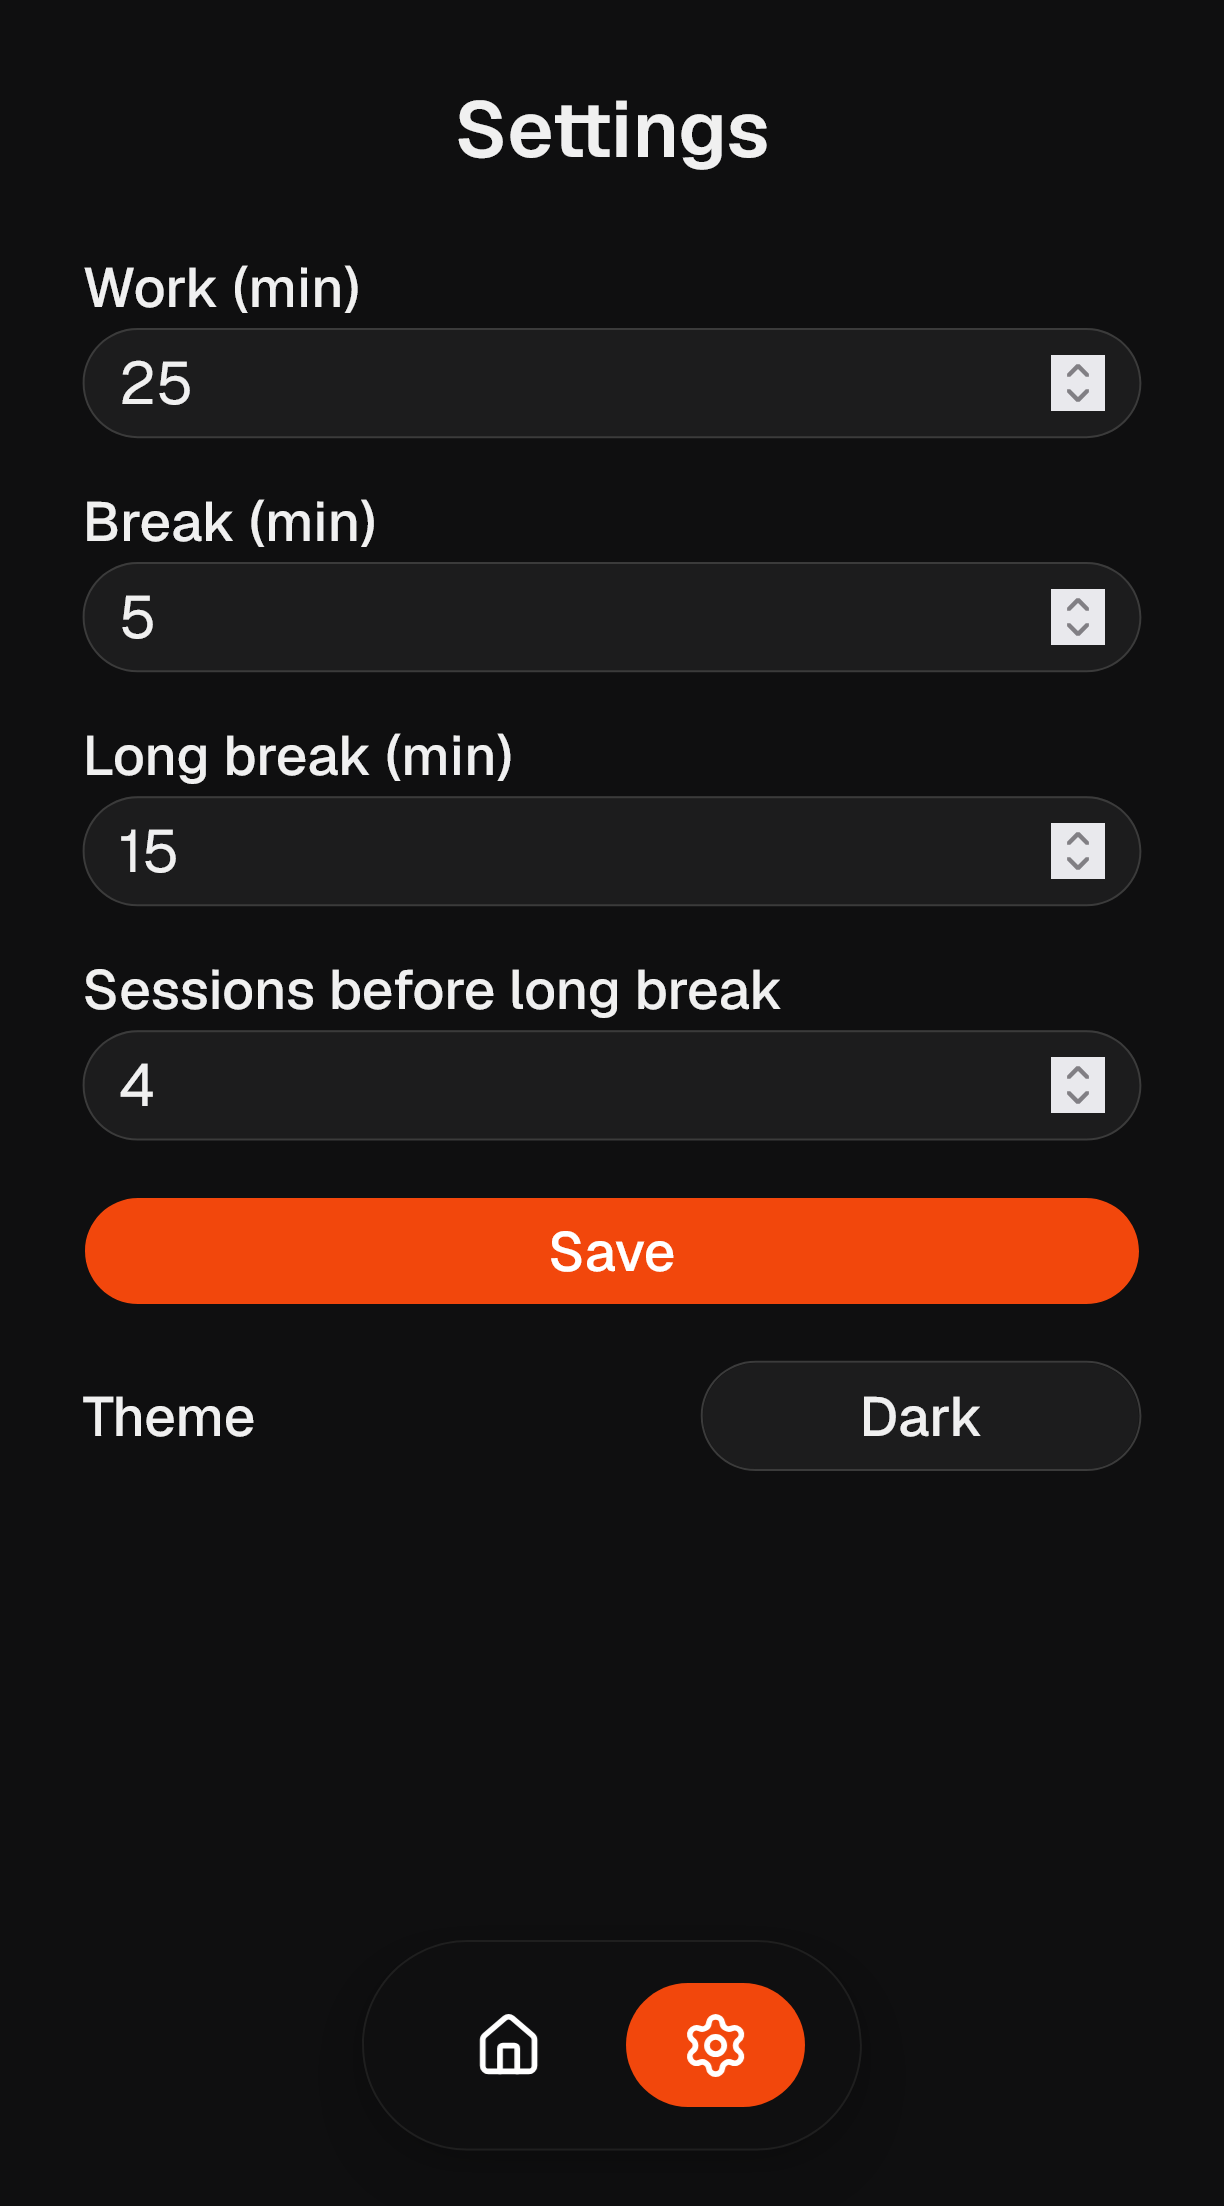 Settings
Work (min)
25
Break (min)
5
Long break (min)
15
Sessions before long break
4
Save
Theme
Dark